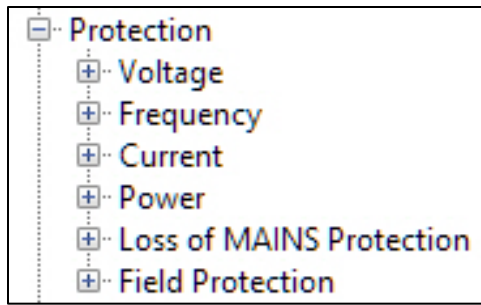 Protection
Voltage
Frequency
Current
Power
Loss of MAINS Protection
Field Protection